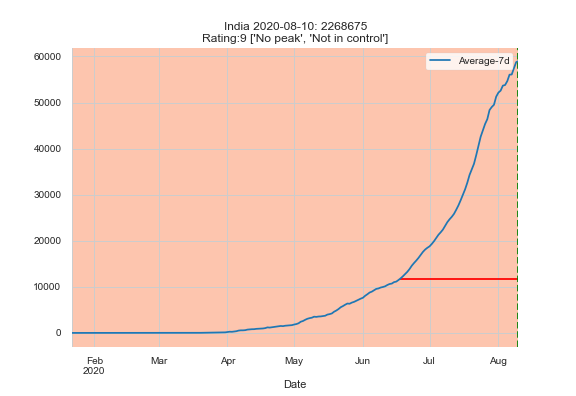 India 2020-08-10: 2268675
Rating:9 ['No peak', 'Not in control']
Average-7d
60000
50000
40000
30000
20000
10000
0
Feb Mar Apr May Jun Jul Aug
2020
Date